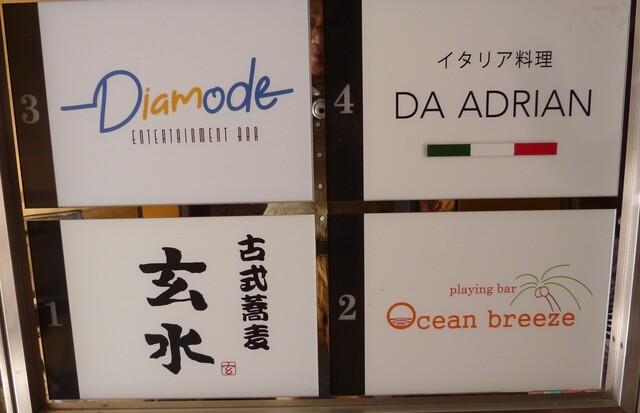 3
Diamode
ENTERTAINMENT BAR
4
イタリア料理
DA ADRIAN
1
古式蕎麦
玄水
玄
2
playing bar
Ocean breeze